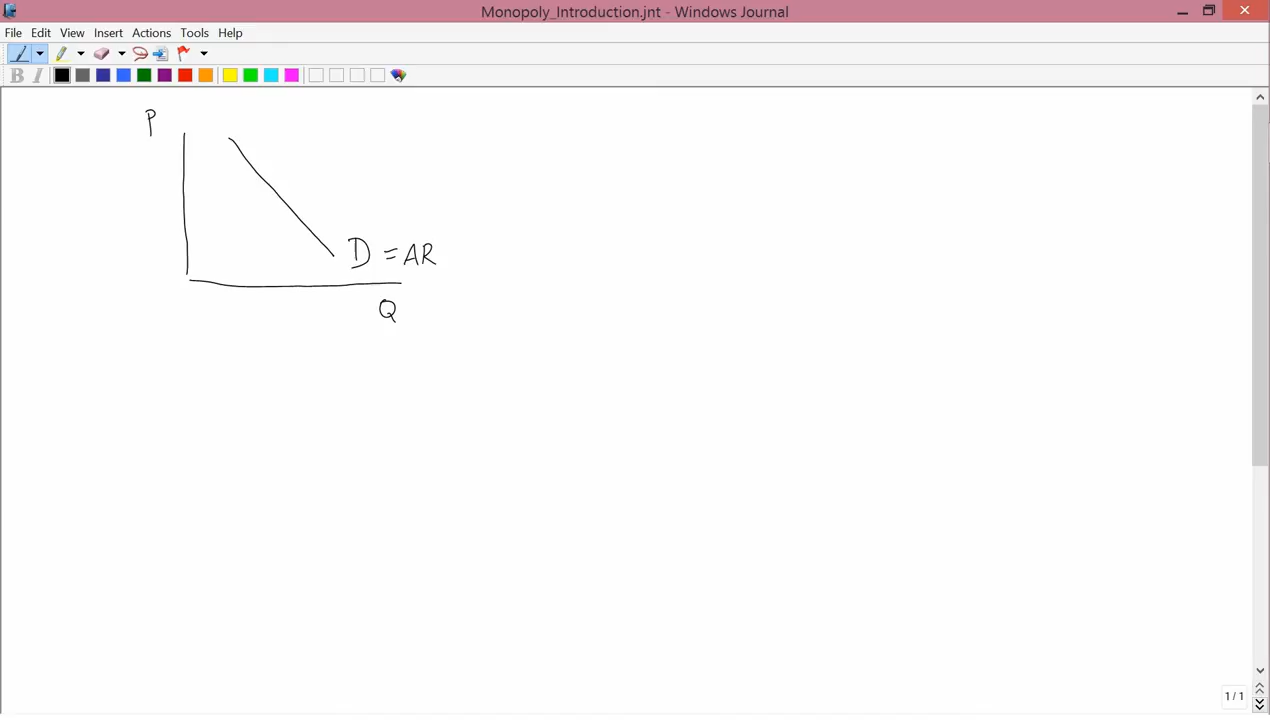 Monopoly_Introduction.jnt - Windows Journal
File Edit View Insert Actions Tools Help
B I
P
D = AR
Q
1 / 1